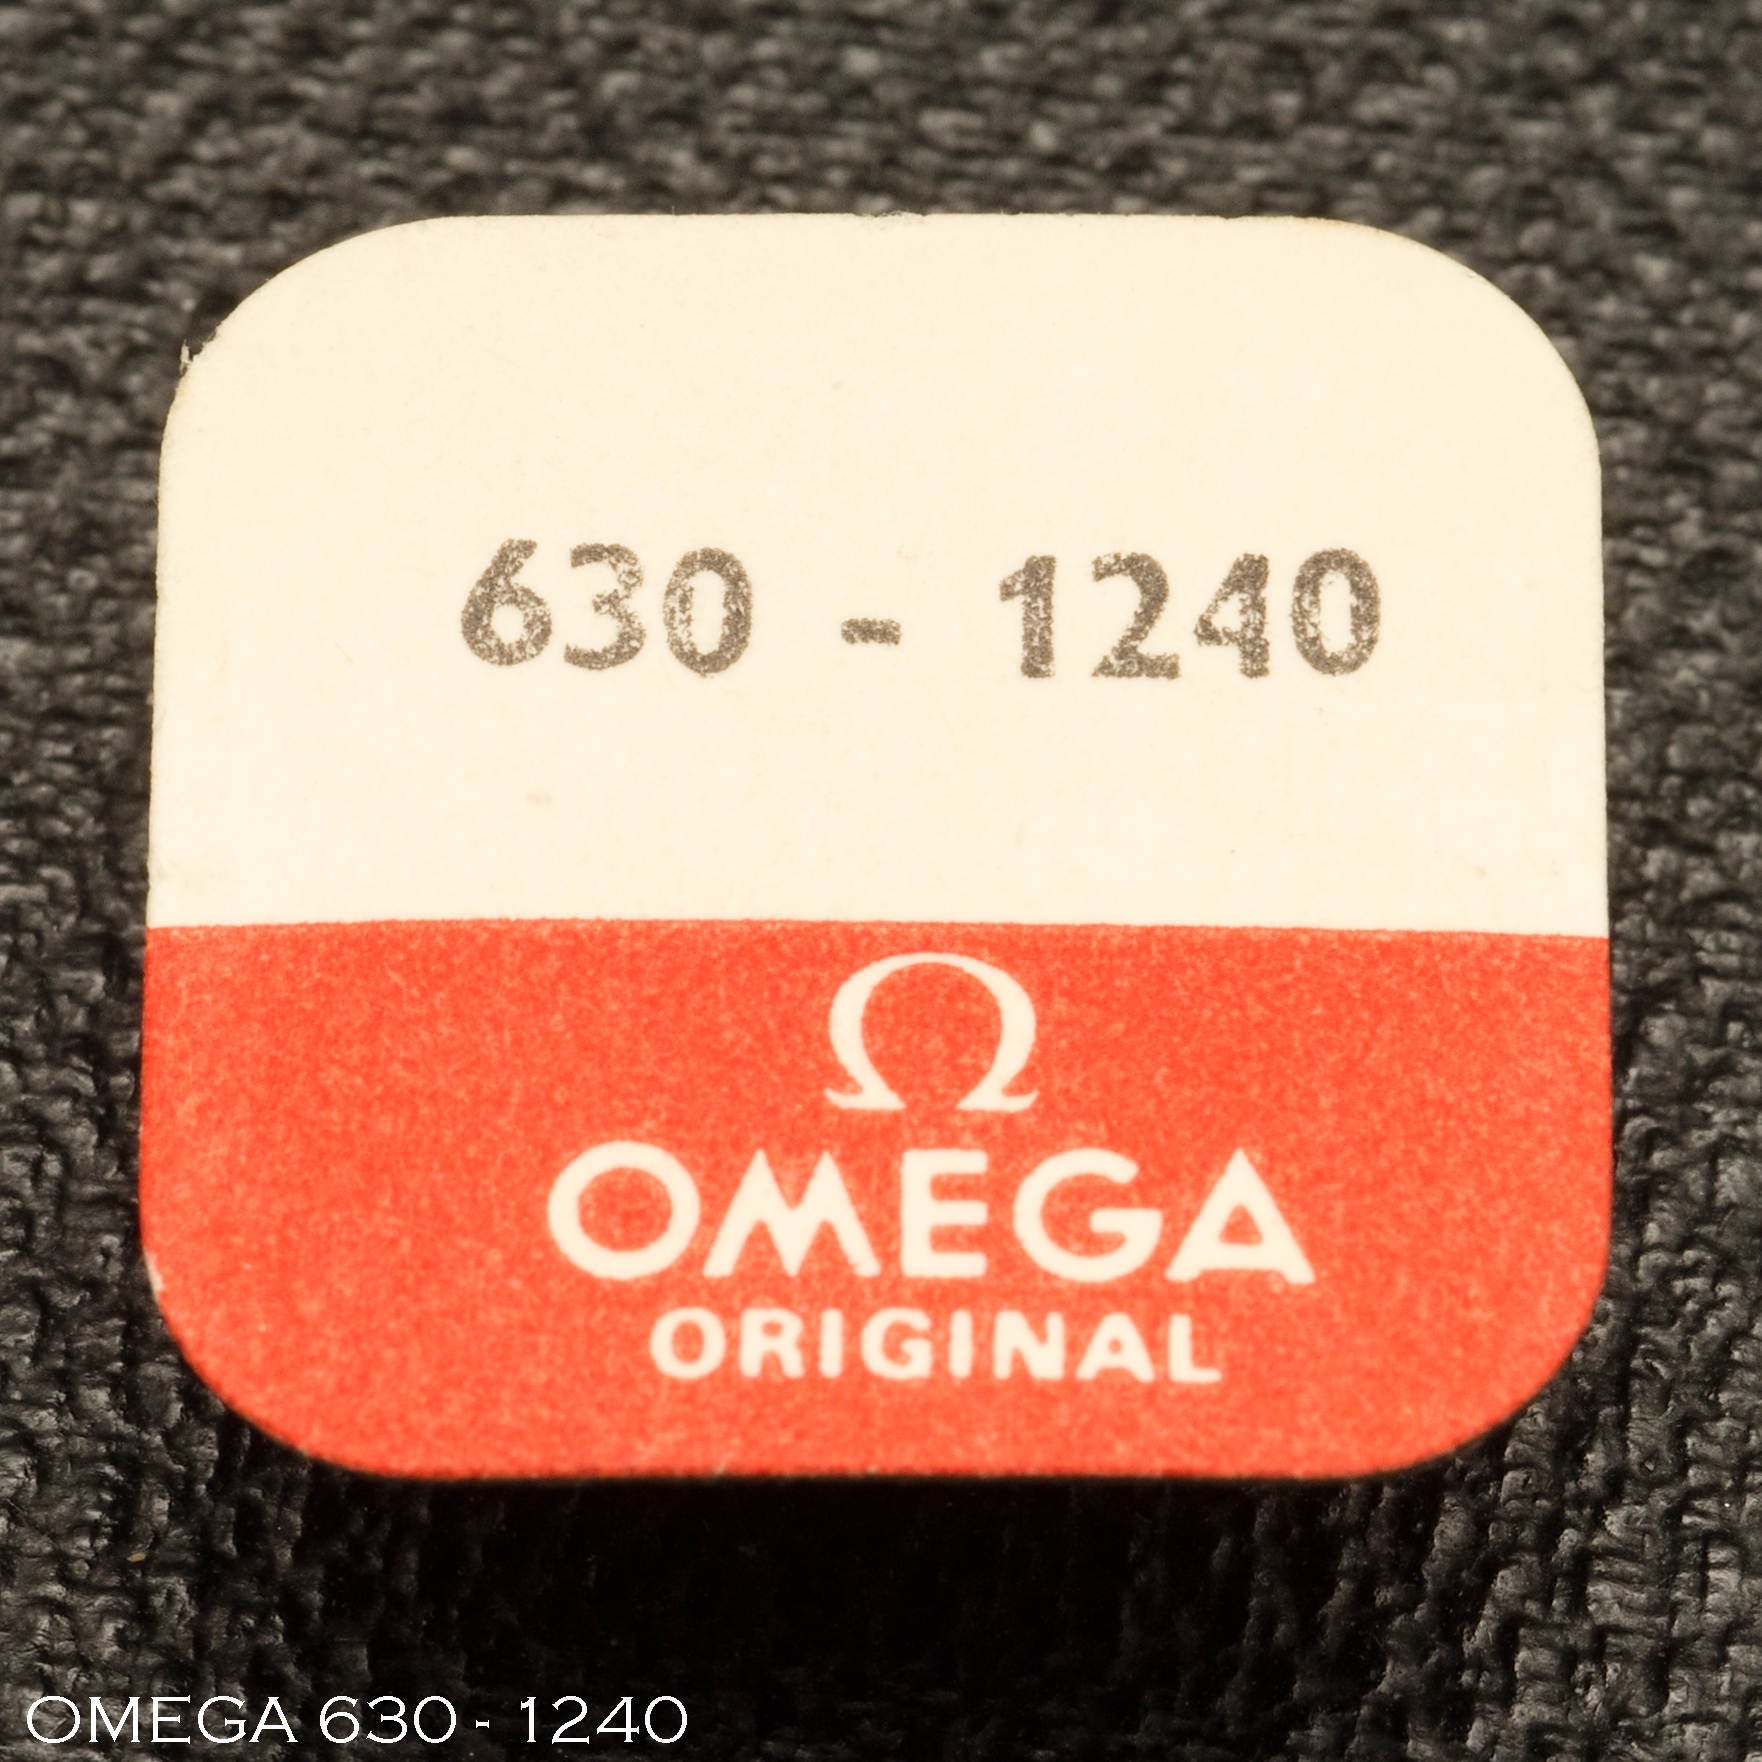 630 - 1240
Ω
OMEGA
ORIGINAL
OMEGA 630 - 1240